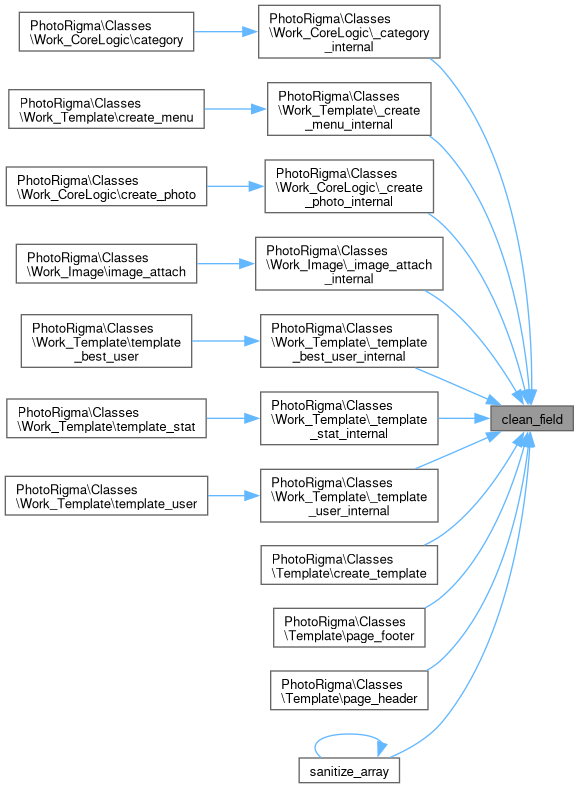 PhotoRigma\Classes
\Work_CoreLogic\category
PhotoRigma\Classes
\Work_CoreLogic\_category
_internal
PhotoRigma\Classes
\Work_Template\create_menu
PhotoRigma\Classes
\Work_Template\_create
_menu_internal
PhotoRigma\Classes
\Work_CoreLogic\create_photo
PhotoRigma\Classes
\Work_CoreLogic\_create
_photo_internal
PhotoRigma\Classes
\Work_Image\image_attach
PhotoRigma\Classes
\Work_Image\_image_attach
_internal
PhotoRigma\Classes
\Work_Template\template
_best_user
PhotoRigma\Classes
\Work_Template\_template
_best_user_internal
PhotoRigma\Classes
\Work_Template\template_stat
PhotoRigma\Classes
\Work_Template\_template
_stat_internal
clean_field
PhotoRigma\Classes
\Work_Template\template_user
PhotoRigma\Classes
\Work_Template\_template
_user_internal
PhotoRigma\Classes
\Template\create_template
PhotoRigma\Classes
\Template\page_footer
PhotoRigma\Classes
\Template\page_header
sanitize_array